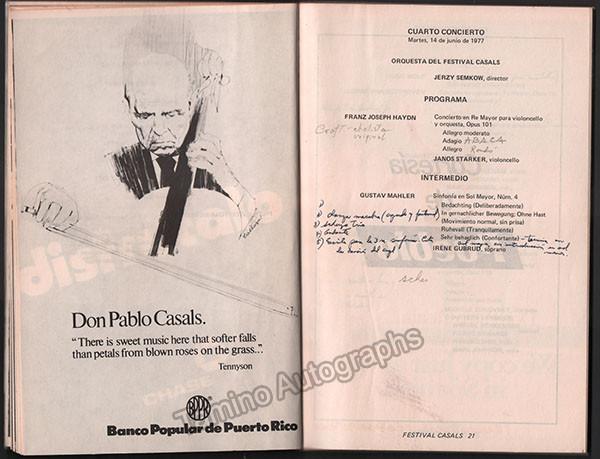 Don Pablo Casals.
"There is sweet music here that softer falls
than petals from blown roses on the grass..."
Tennyson
BPPR
Banco Popular de Puerto Rico
Tamino Autographs
CUARTO CONCIERTO
Martes, 14 de junio de 1977
ORQUESTA DEL FESTIVAL CASALS
JERZY SEMKOW, director
PROGRAMA
FRANZ JOSEPH HAYDN Concierto en Re Mayor para violoncello
y orquesta, Opus 101
Allegro moderato
Adagio
Allegro Rondó
JANOS STARKER, violoncello
INTERMEDIO
GUSTAV MAHLER Sinfonía en Sol Mayor, Núm. 4
Bedachting (Deliberadamente)
In gemachlicher Bewegung; Ohne Hast
(Movimiento normal, sin prisa)
Ruhevall (Tranquilamente)
Sehr behaglich (Confortante)
IRENE GUBRUD, soprano
FESTIVAL CASALS 21